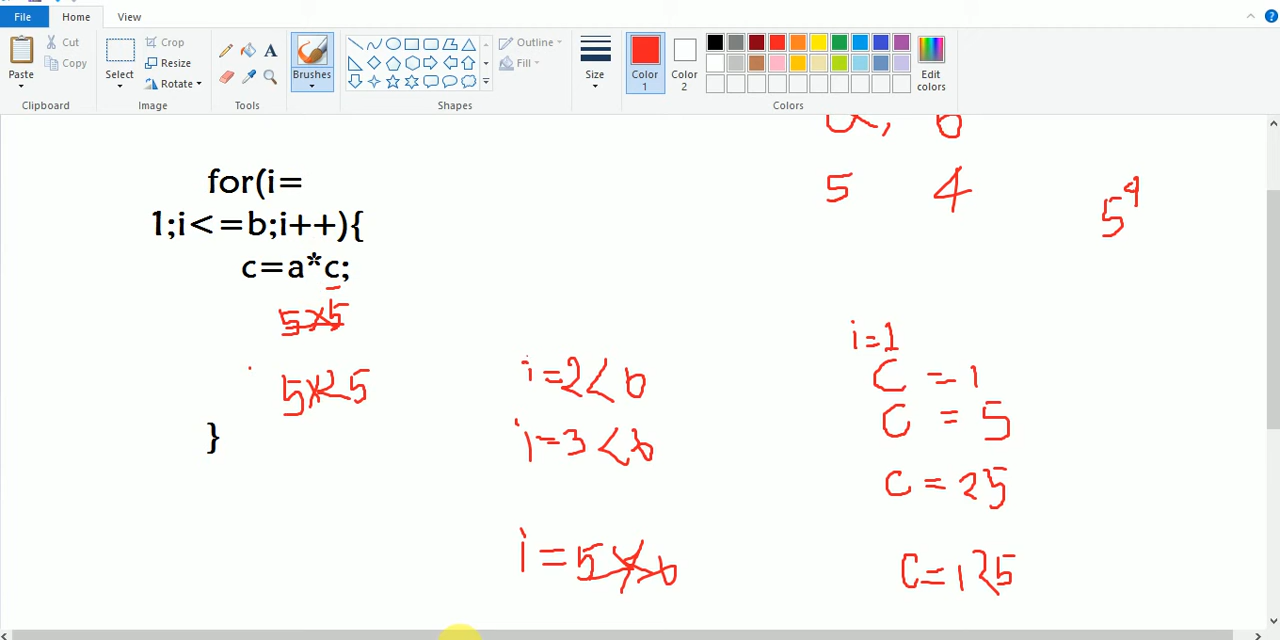 File Home View
Paste
Cut
Copy
Clipboard
Select
Crop
Resize
Rotate
Image
Tools
Brushes
Shapes
Outline
Fill
Size
Color 1
Color 2
Colors
Edit colors
a, b
5 4
5^4
for(i=
1;i<=b;i++){
c=a*c;
5×5
5×25
}
i=2<b
i=3<b
i=5<b
i=1
C = 1
C = 5
C = 25
C=125